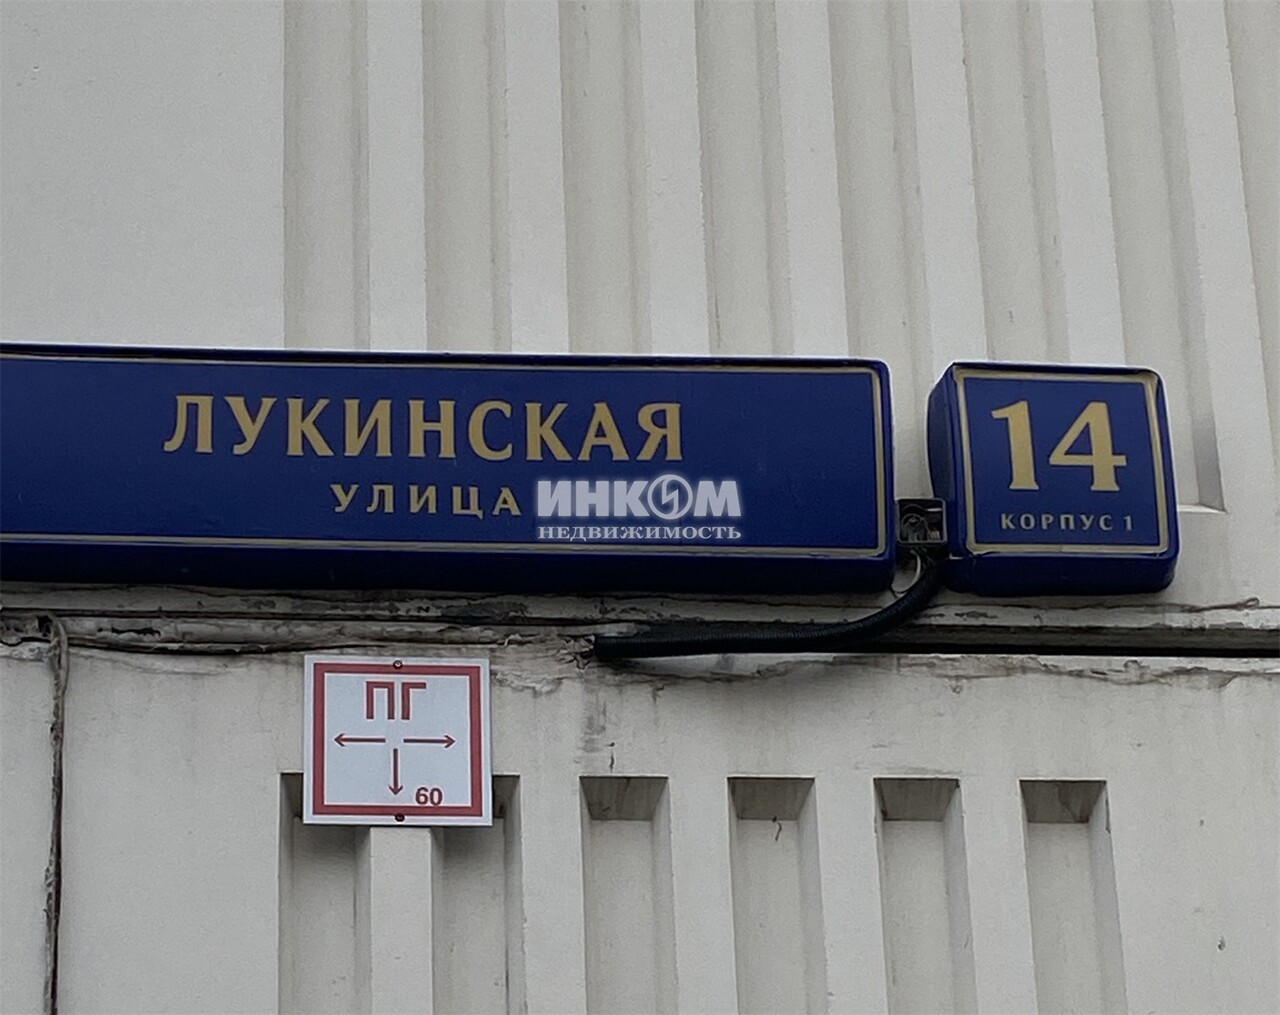 ЛУКИНСКАЯ
УЛИЦА
14
КОРПУС 1
ИНКОМ
НЕДВИЖИМОСТЬ
ПГ
60